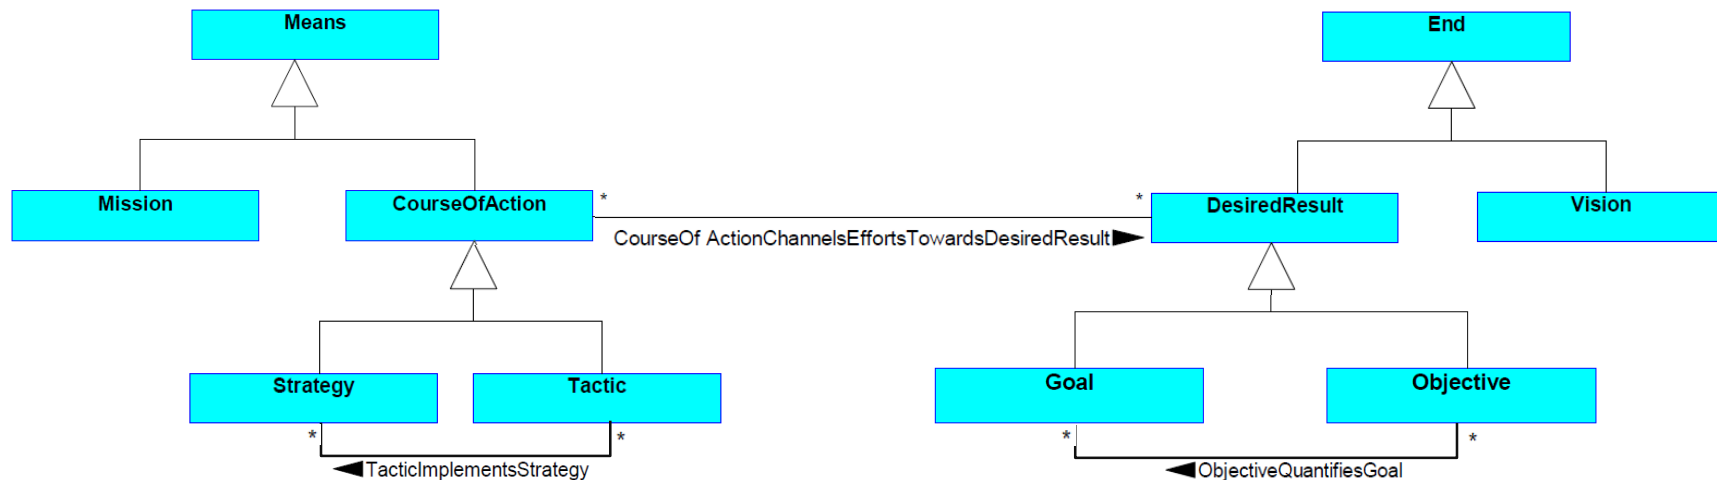 Means
End
Mission
CourseOfAction
*
*
DesiredResult
Vision
CourseOf ActionChannelsEffortsTowardsDesiredResult
Strategy
Tactic
Goal
Objective
*
*
*
*
TacticImplementsStrategy
ObjectiveQuantifiesGoal